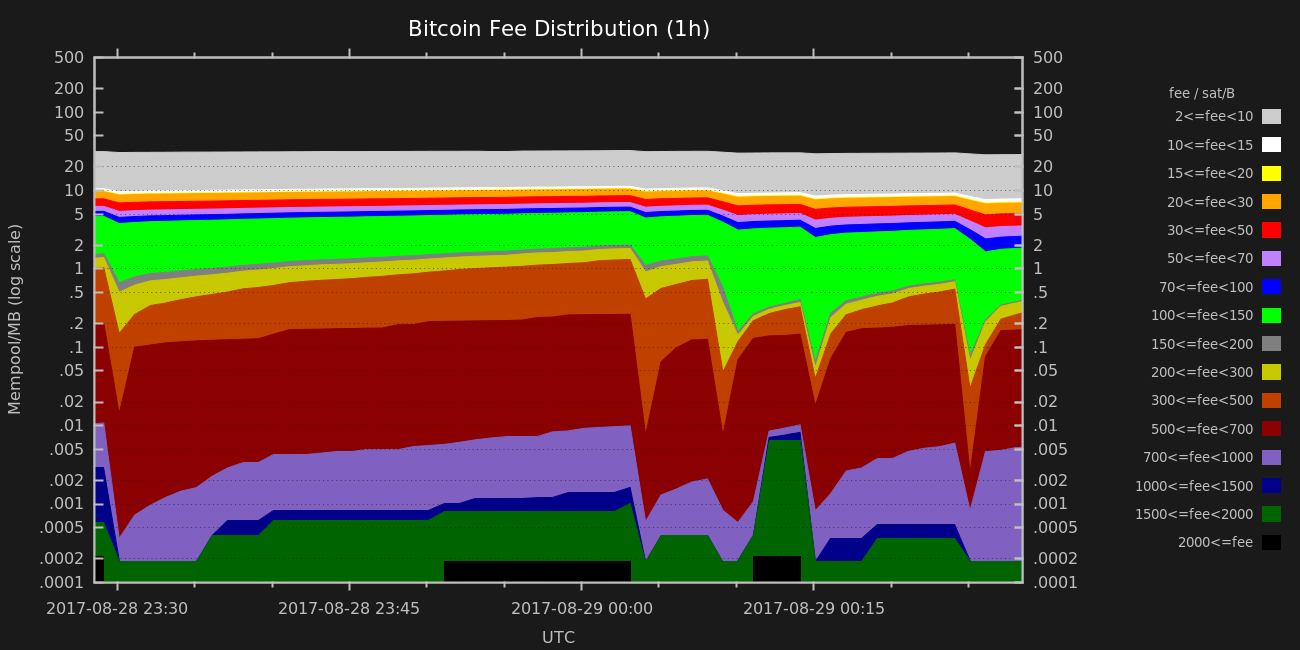 Bitcoin Fee Distribution (1h)
500 500
200 200
100 100
50 50
20 20
10 10
5 5
2 2
1 1
.5 .5
.2 .2
.1 .1
.05 .05
.02 .02
.01 .01
.005 .005
.002 .002
.001 .001
.0005 .0005
.0002 .0002
.0001 .0001
Mempool/MB (log scale)
2017-08-28 23:30 2017-08-28 23:45 2017-08-29 00:00 2017-08-29 00:15
UTC
fee / sat/B
2<=fee<10
10<=fee<15
15<=fee<20
20<=fee<30
30<=fee<50
50<=fee<70
70<=fee<100
100<=fee<150
150<=fee<200
200<=fee<300
300<=fee<500
500<=fee<700
700<=fee<1000
1000<=fee<1500
1500<=fee<2000
2000<=fee